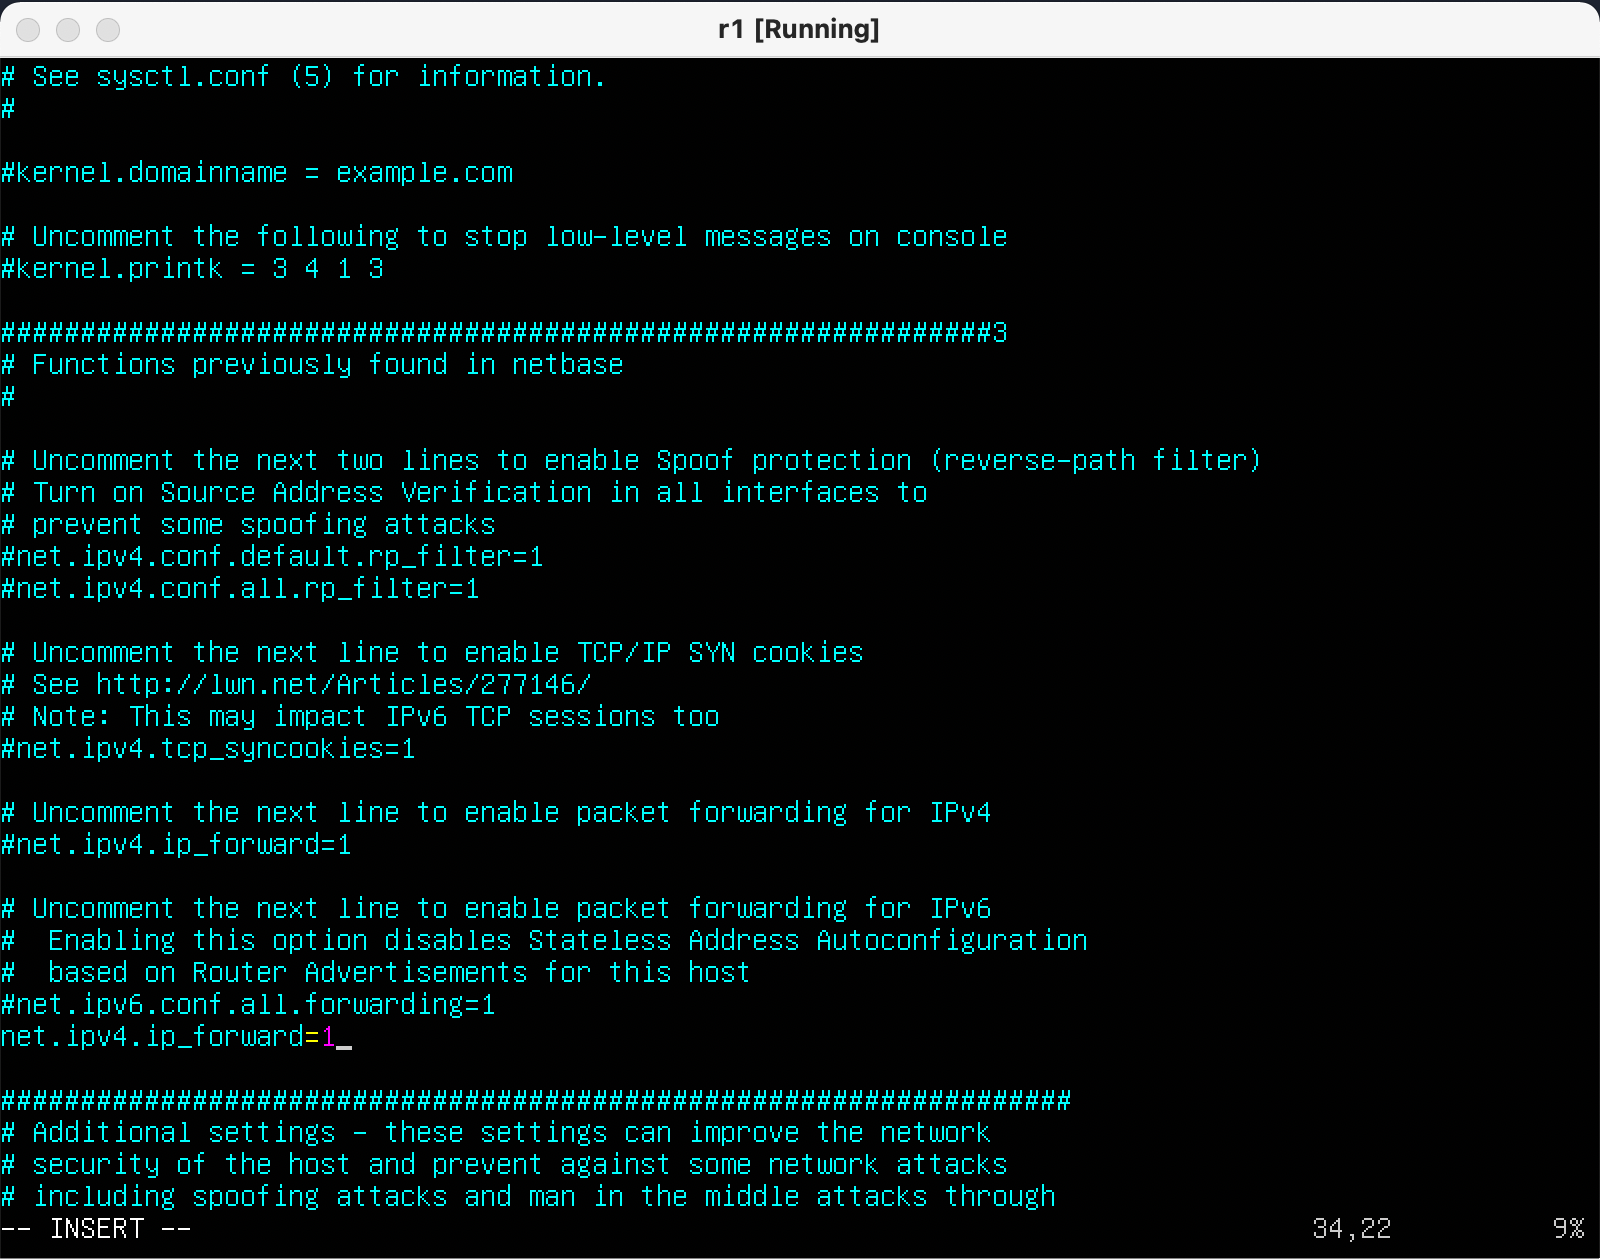 r1 [Running]
# See sysctl.conf (5) for information.
#
#kernel.domainname = example.com
# Uncomment the following to stop low-level messages on console
#kernel.printk = 3 4 1 3
##############################################################3
# Functions previously found in netbase
#
# Uncomment the next two lines to enable Spoof protection (reverse-path filter)
# Turn on Source Address Verification in all interfaces to
# prevent some spoofing attacks
#net.ipv4.conf.default.rp_filter=1
#net.ipv4.conf.all.rp_filter=1
# Uncomment the next line to enable TCP/IP SYN cookies
# See http://lwn.net/Articles/277146/
# Note: This may impact IPv6 TCP sessions too
#net.ipv4.tcp_syncookies=1
# Uncomment the next line to enable packet forwarding for IPv4
#net.ipv4.ip_forward=1
# Uncomment the next line to enable packet forwarding for IPv6
#  Enabling this option disables Stateless Address Autoconfiguration
#  based on Router Advertisements for this host
#net.ipv6.conf.all.forwarding=1
net.ipv4.ip_forward=1
###################################################################
# Additional settings - these settings can improve the network
# security of the host and prevent against some network attacks
# including spoofing attacks and man in the middle attacks through
-- INSERT -- 34,22 9%